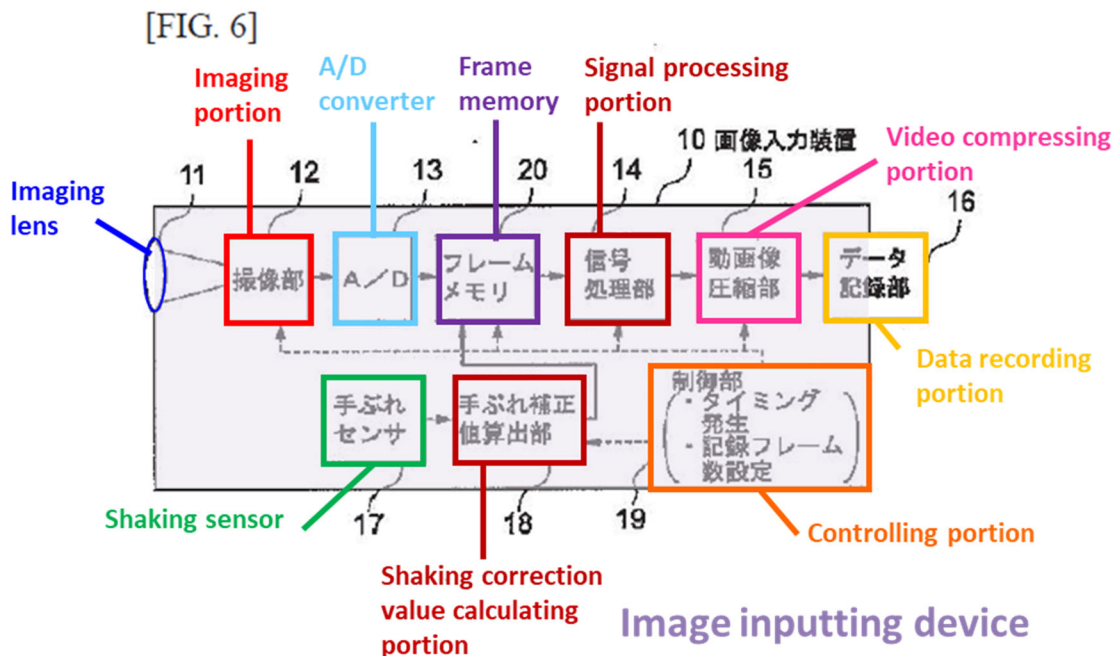 [FIG. 6]
Imaging
portion
A/D
converter
Frame
memory
Signal processing
portion
10 画像入力装置
Video compressing
portion
Imaging
lens
11
12
13
20
14
15
16
撮像部
A/D
フレーム
メモリ
信号
処理部
動画像
圧縮部
データ
記録部
Data recording
portion
手ぶれ
センサ
手ぶれ補正
値算出部
制御部
・タイミング
発生
・記録フレーム
数設定
Shaking sensor
17
18
19
Controlling portion
Shaking correction
value calculating
portion
Image inputting device